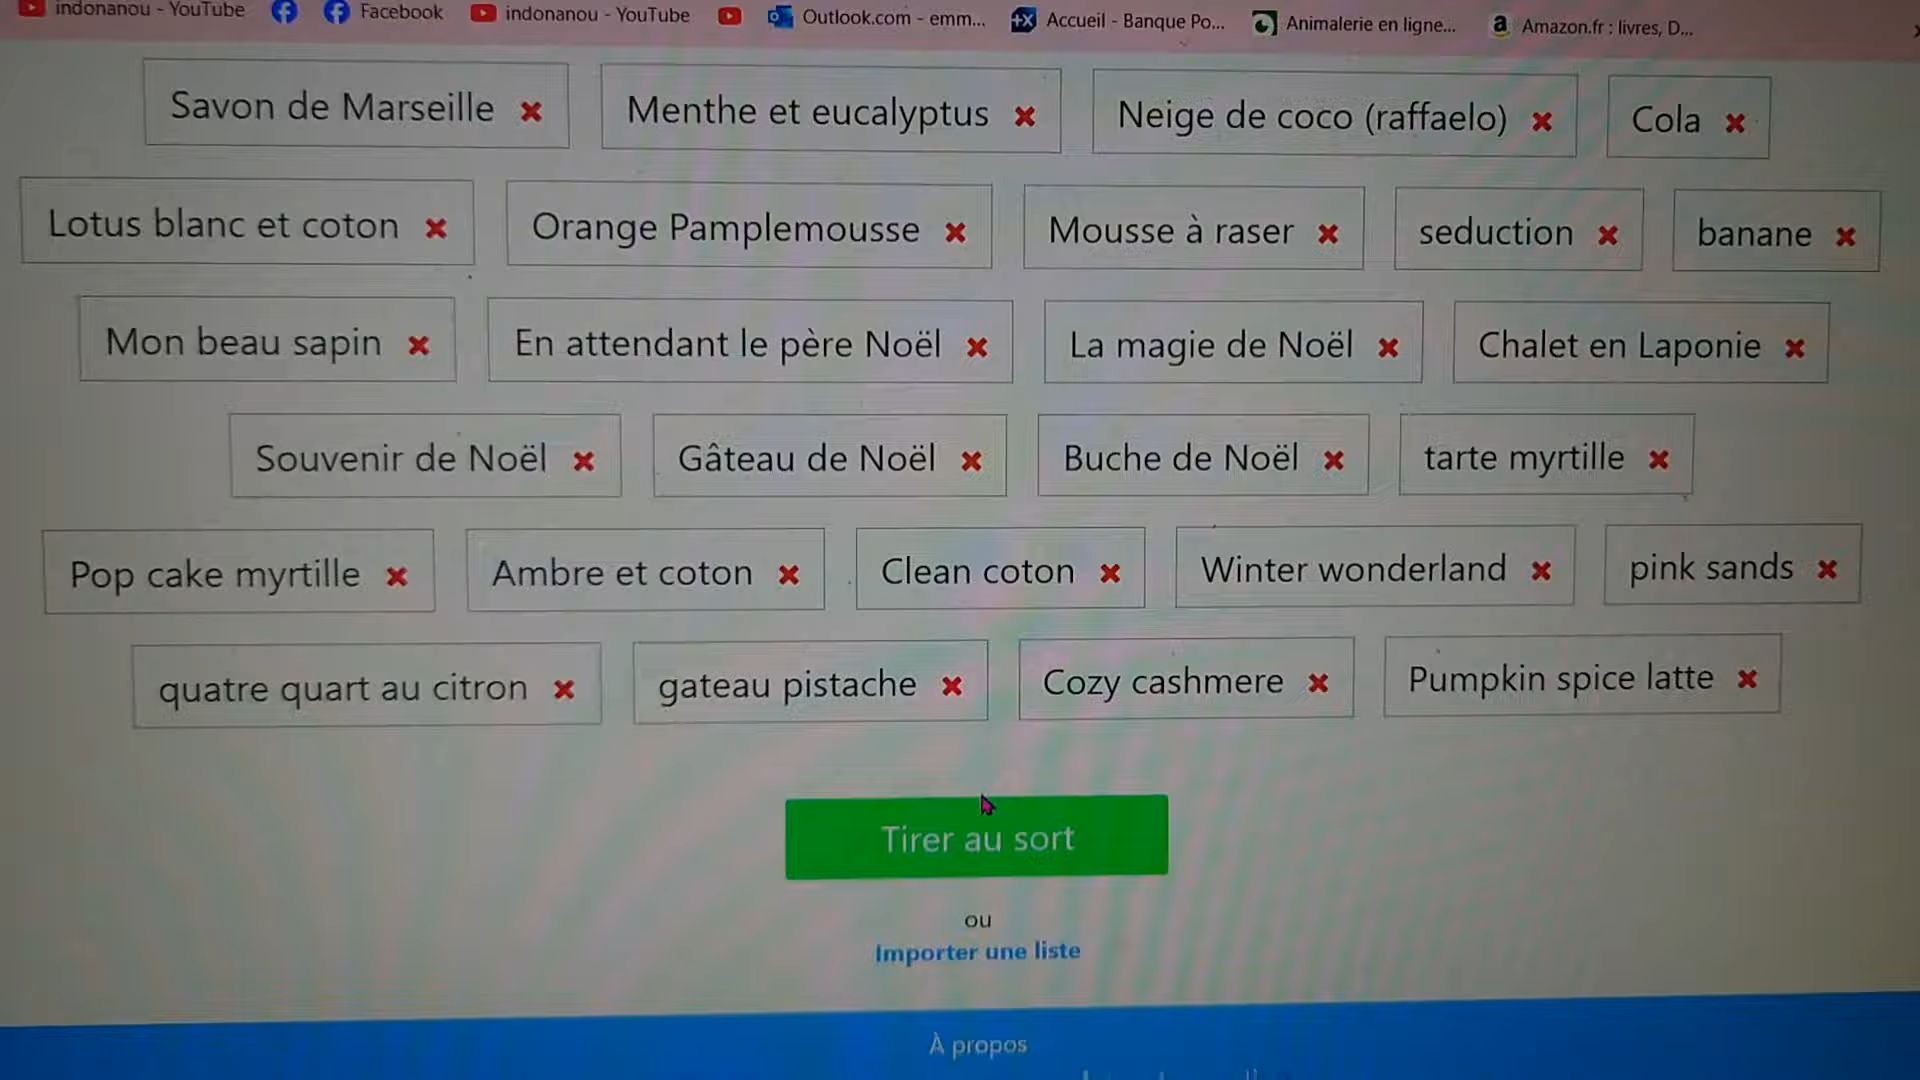 indonanou - YouTube Facebook indonanou - YouTube Outlook.com - emm... Accueil - Banque Po... Animalerie en ligne... Amazon.fr : livres, D...
Savon de Marseille Menthe et eucalyptus Neige de coco (raffaelo) Cola
Lotus blanc et coton Orange Pamplemousse Mousse à raser seduction banane
Mon beau sapin En attendant le père Noël La magie de Noël Chalet en Laponie
Souvenir de Noël Gâteau de Noël Buche de Noël tarte myrtille
Pop cake myrtille Ambre et coton Clean coton Winter wonderland pink sands
quatre quart au citron gateau pistache Cozy cashmere Pumpkin spice latte
Tirer au sort
ou
Importer une liste
À propos